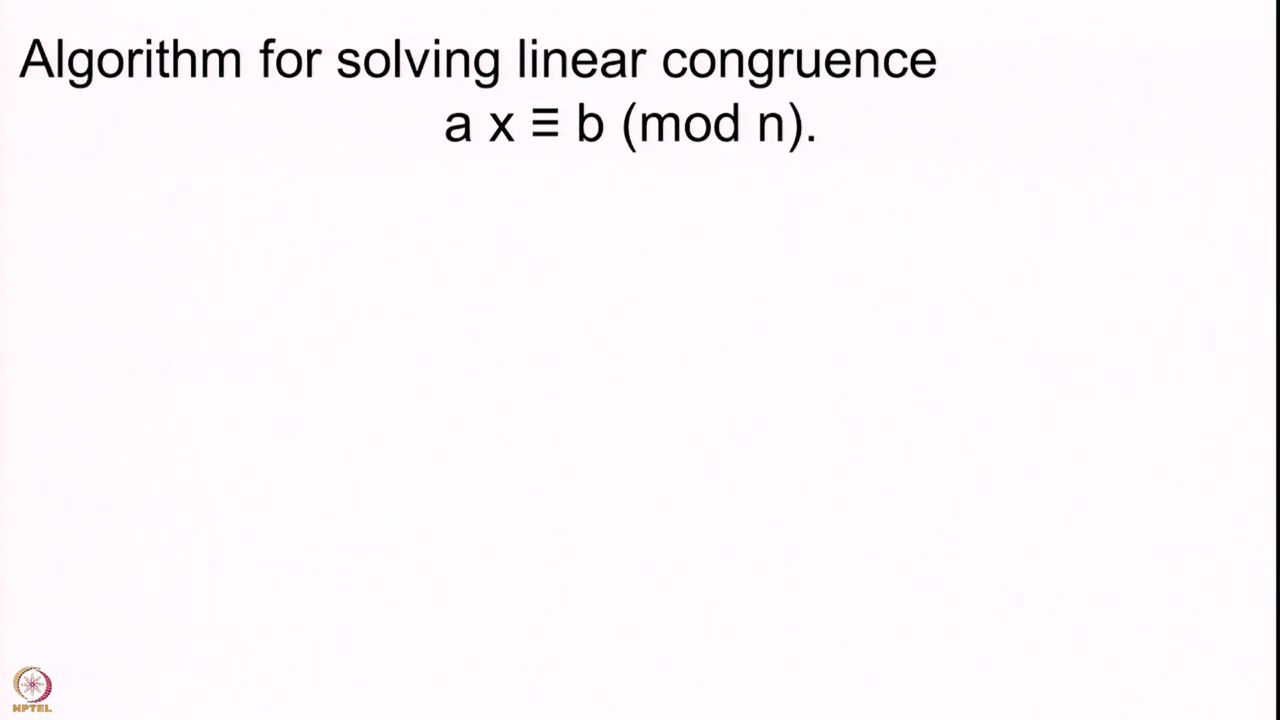 Algorithm for solving linear congruence
a x ≡ b (mod n).
NPTEL